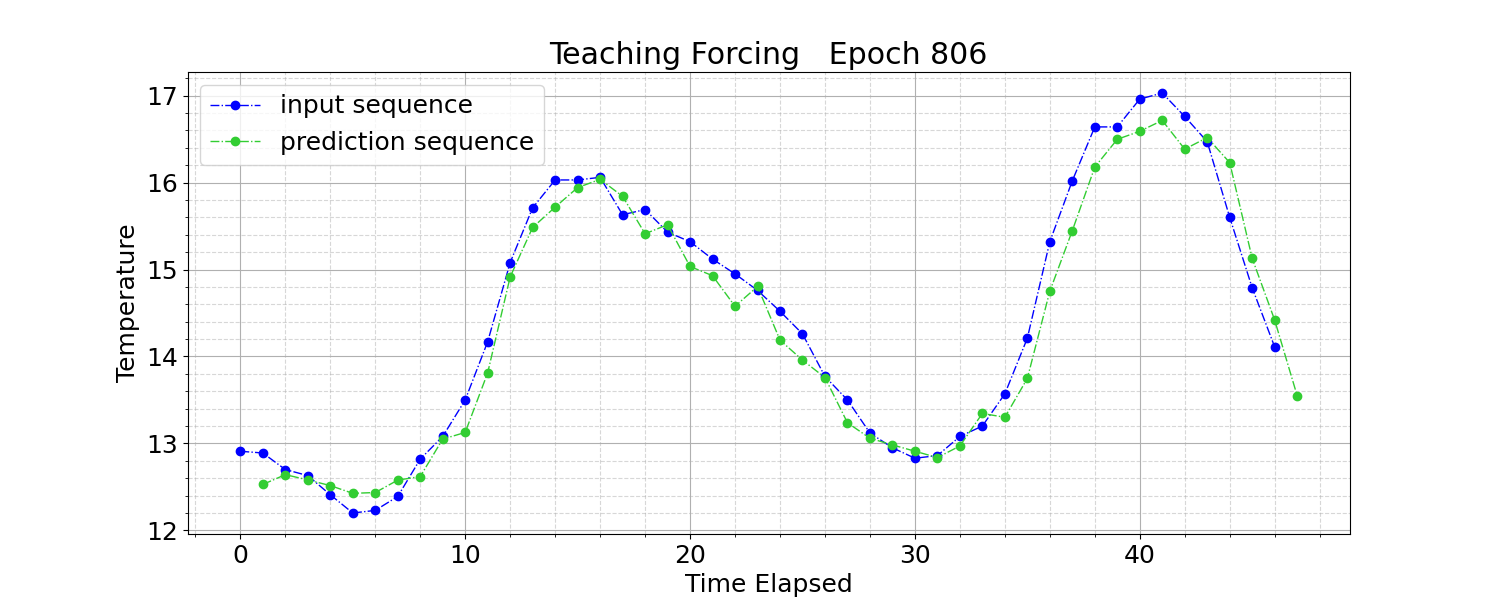 Teaching Forcing   Epoch 806
input sequence
prediction sequence
17
16
15
14
13
12
Temperature
0 10 20 30 40
Time Elapsed